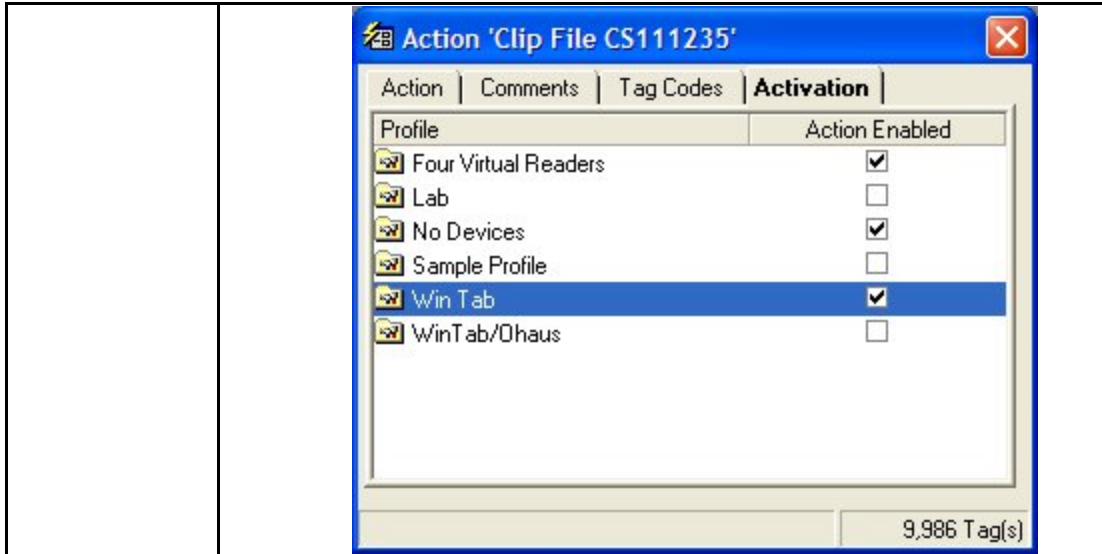 Action 'Clip File CS111235'
Action Comments Tag Codes Activation
Profile Action Enabled
Four Virtual Readers
Lab
No Devices
Sample Profile
Win Tab
WinTab/Ohaus
9,986 Tag(s)